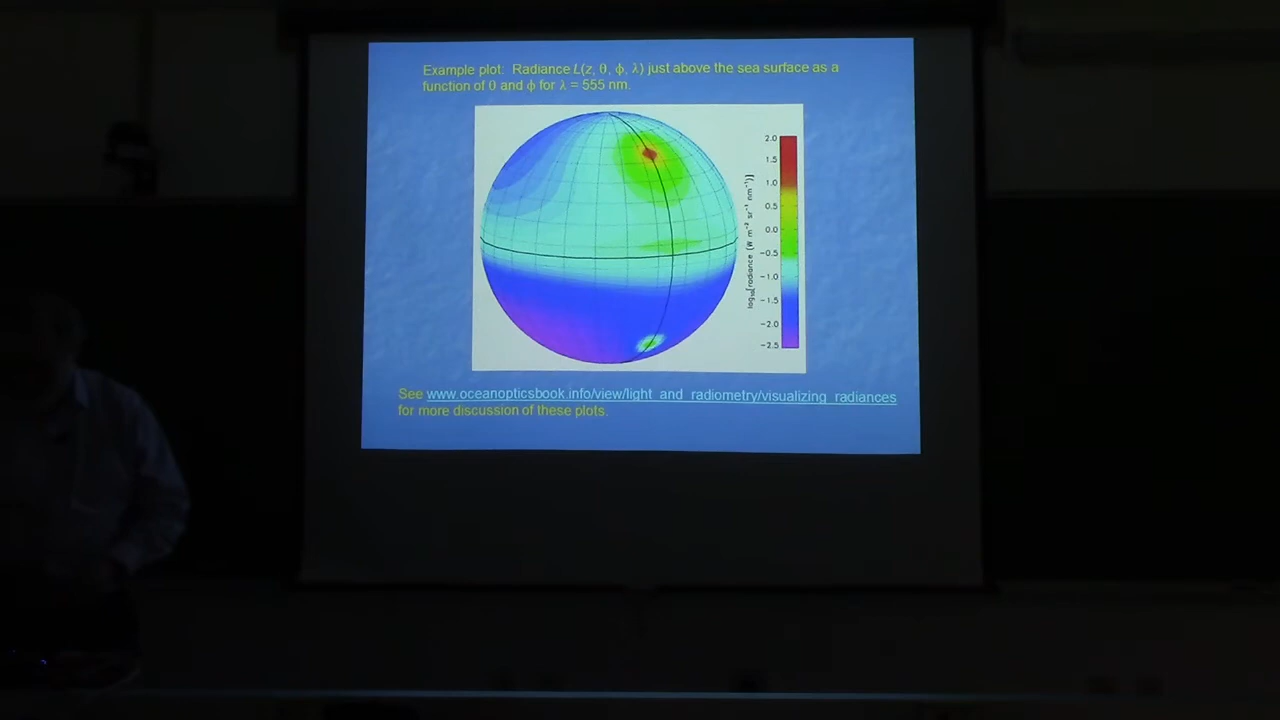 Example plot: Radiance L(z, θ, ϕ, λ) just above the sea surface as a
function of θ and ϕ for λ = 555 nm.
2.0
1.5
1.0
0.5
0.0
−0.5
−1.0
−1.5
−2.0
−2.5
log₁₀[radiance (W m⁻² sr⁻¹ nm⁻¹)]
See www.oceanopticsbook.info/view/light_and_radiometry/visualizing_radiances
for more discussion of these plots.